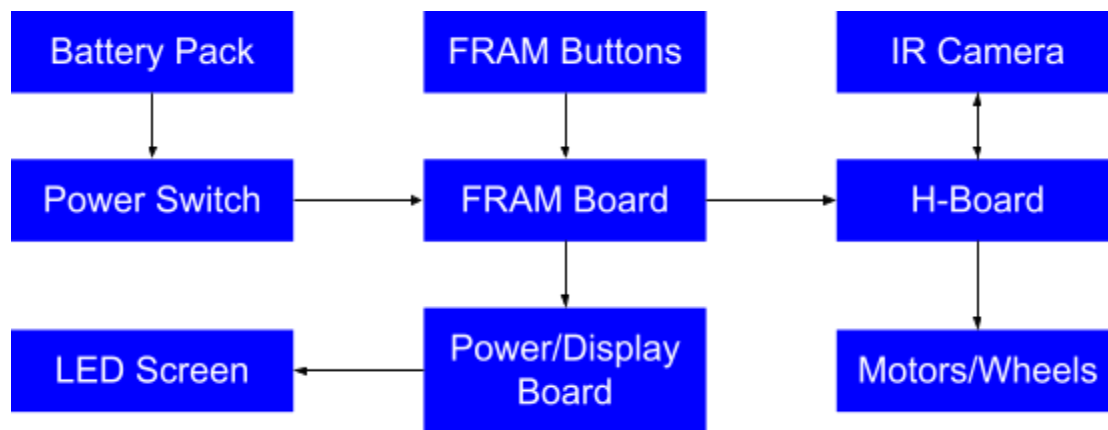 Battery Pack
FRAM Buttons
IR Camera
Power Switch
FRAM Board
H-Board
LED Screen
Power/Display
Board
Motors/Wheels